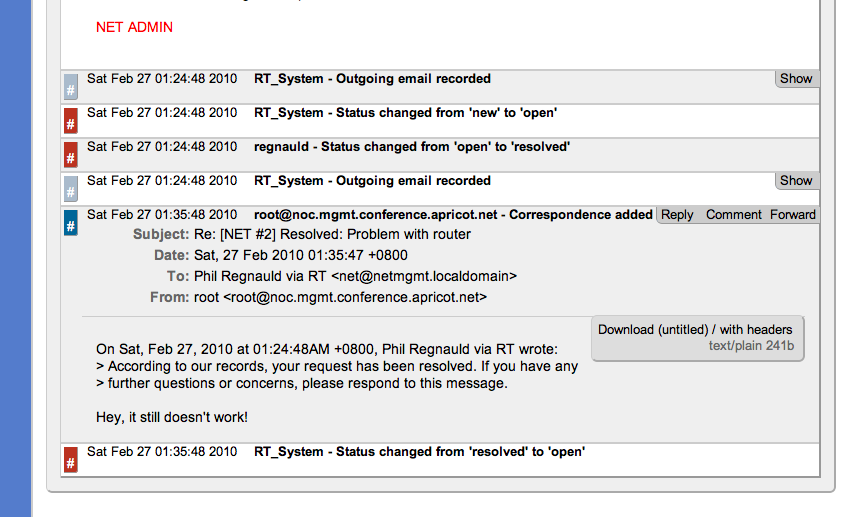 NET ADMIN
# Sat Feb 27 01:24:48 2010 RT_System - Outgoing email recorded Show
# Sat Feb 27 01:24:48 2010 RT_System - Status changed from 'new' to 'open'
# Sat Feb 27 01:24:48 2010 regnauld - Status changed from 'open' to 'resolved'
# Sat Feb 27 01:24:48 2010 RT_System - Outgoing email recorded Show
# Sat Feb 27 01:35:48 2010 root@noc.mgmt.conference.apricot.net - Correspondence added Reply Comment Forward
Subject: Re: [NET #2] Resolved: Problem with router
Date: Sat, 27 Feb 2010 01:35:47 +0800
To: Phil Regnauld via RT <net@netmgmt.localdomain>
From: root <root@noc.mgmt.conference.apricot.net>
Download (untitled) / with headers
text/plain 241b
On Sat, Feb 27, 2010 at 01:24:48AM +0800, Phil Regnauld via RT wrote:
> According to our records, your request has been resolved. If you have any
> further questions or concerns, please respond to this message.
Hey, it still doesn't work!
# Sat Feb 27 01:35:48 2010 RT_System - Status changed from 'resolved' to 'open'